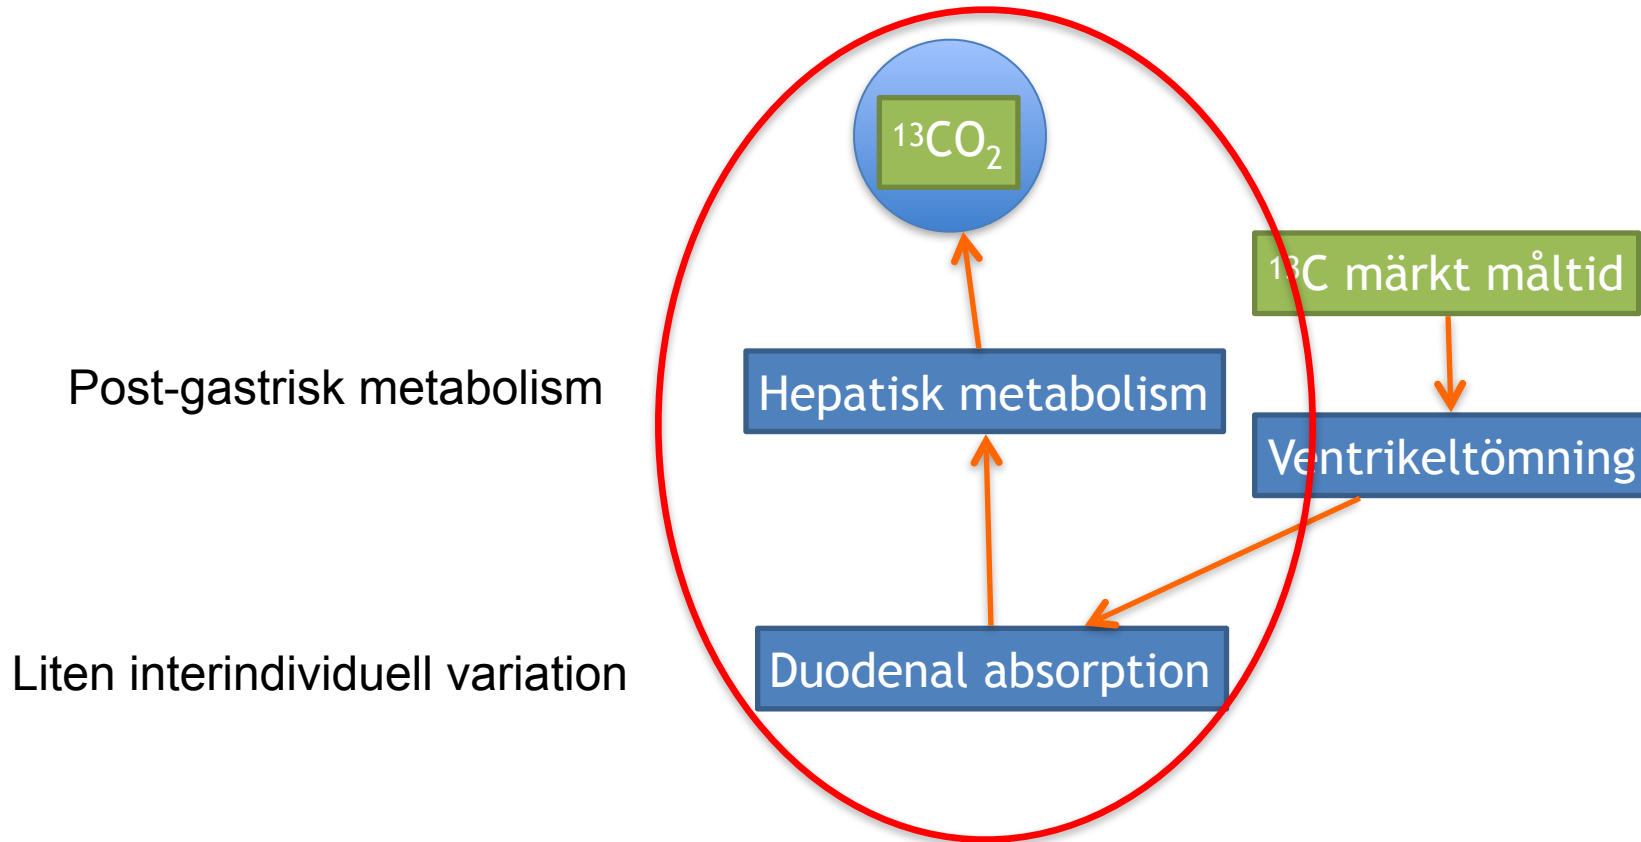 ¹³CO₂
¹³C märkt måltid
Post-gastrisk metabolism
Hepatisk metabolism
Ventrikeltömning
Liten interindividuell variation
Duodenal absorption